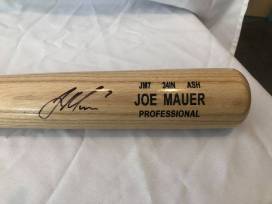 JM7 34IN ASH
JOE MAUER
PROFESSIONAL